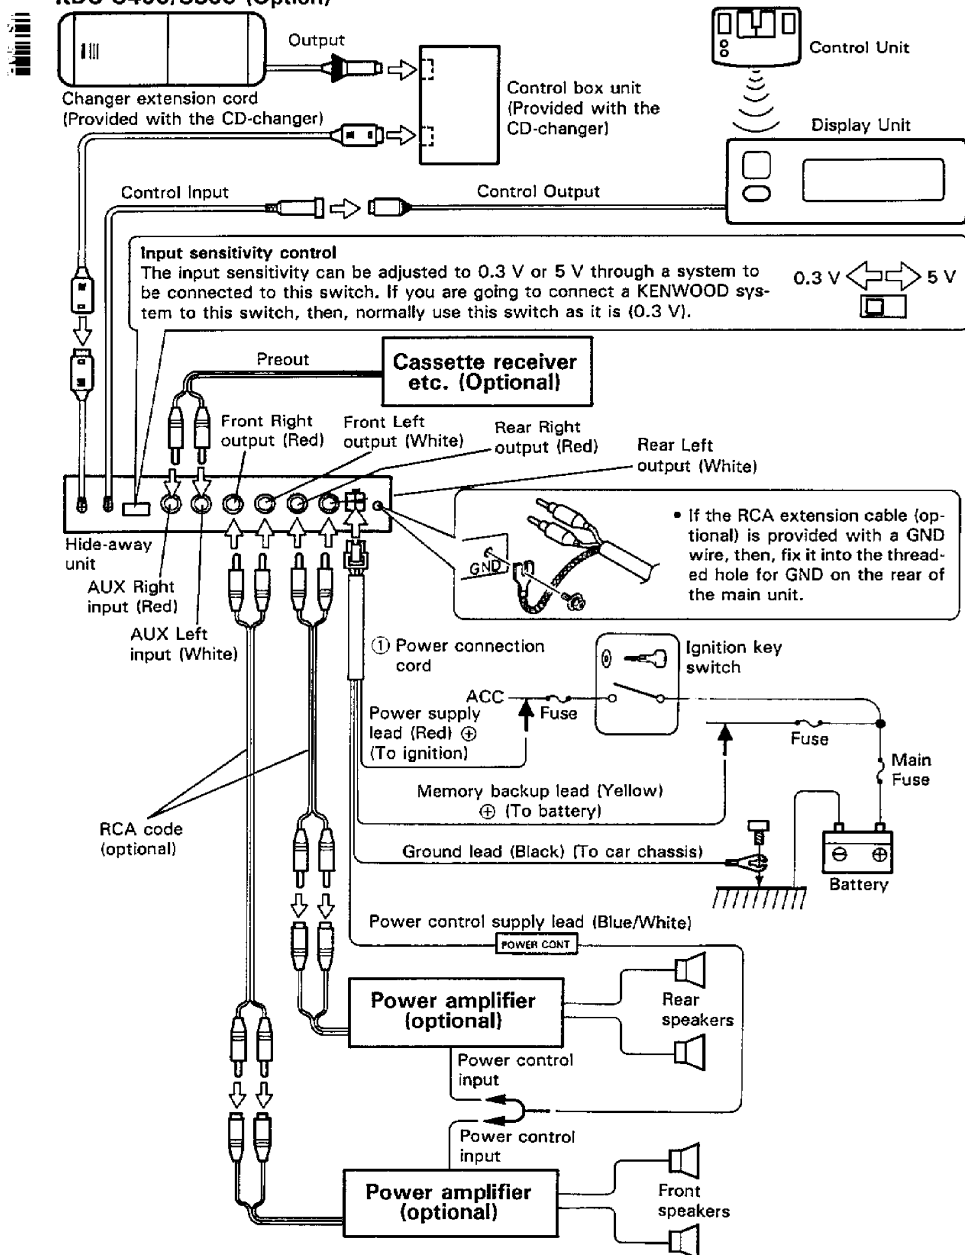 Output
Control Unit
Changer extension cord
(Provided with the CD-changer)
Control box unit
(Provided with the
CD-changer)
Display Unit
Control Input
Control Output
Input sensitivity control
The input sensitivity can be adjusted to 0.3 V or 5 V through a system to
be connected to this switch. If you are going to connect a KENWOOD sys-
tem to this switch, then, normally use this switch as it is (0.3 V).
0.3 V
5 V
Preout
Cassette receiver
etc. (Optional)
Front Right
output (Red)
Front Left
output (White)
Rear Right
output (Red)
Rear Left
output (White)
Hide-away
unit
AUX Right
input (Red)
AUX Left
input (White)
GND
• If the RCA extension cable (op-
tional) is provided with a GND
wire, then, fix it into the thread-
ed hole for GND on the rear of
the main unit.
① Power connection
cord
Ignition key
switch
ACC
Fuse
Power supply
lead (Red) ⊕
(To ignition)
Fuse
Main
Fuse
Memory backup lead (Yellow)
⊕ (To battery)
RCA code
(optional)
Ground lead (Black) (To car chassis)
⊖ ⊕
Battery
Power control supply lead (Blue/White)
POWER CONT
Power amplifier
(optional)
Rear
speakers
Power control
input
Power control
input
Power amplifier
(optional)
Front
speakers